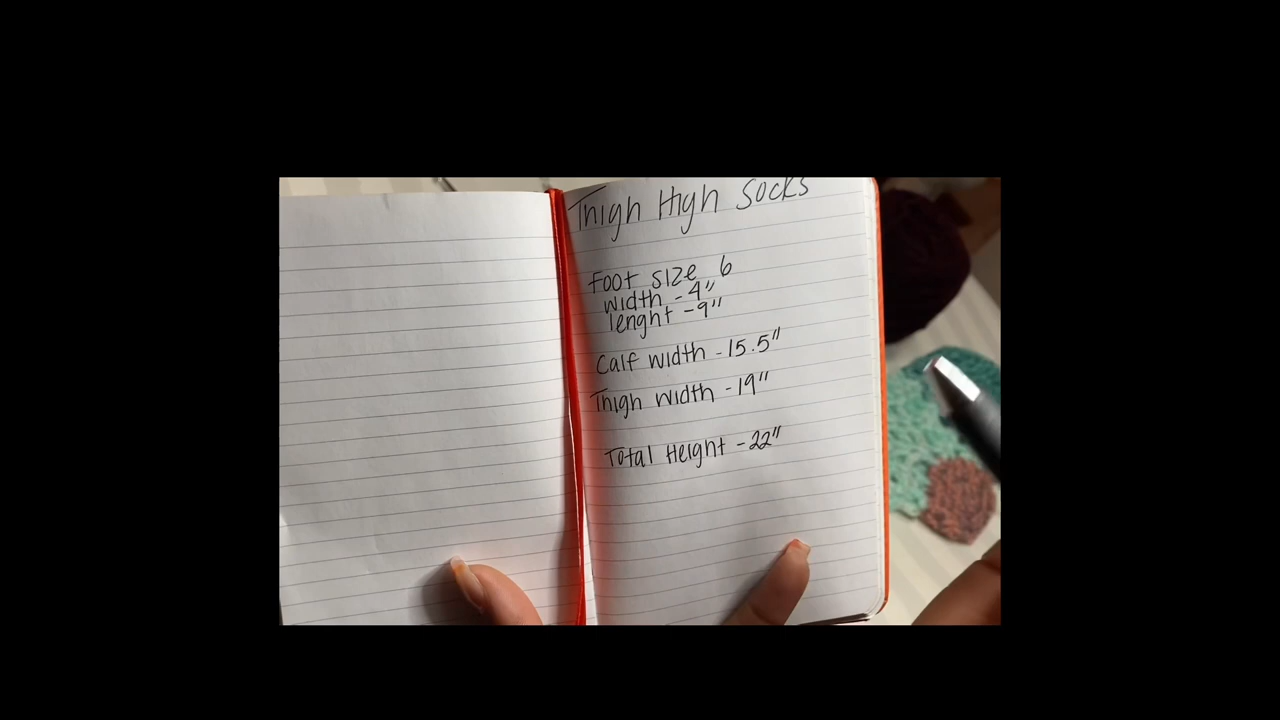 Thigh High Socks
Foot size 6
width - 4"
lenght - 9"
Calf width - 15.5"
Thigh width - 19"
Total Height - 22"